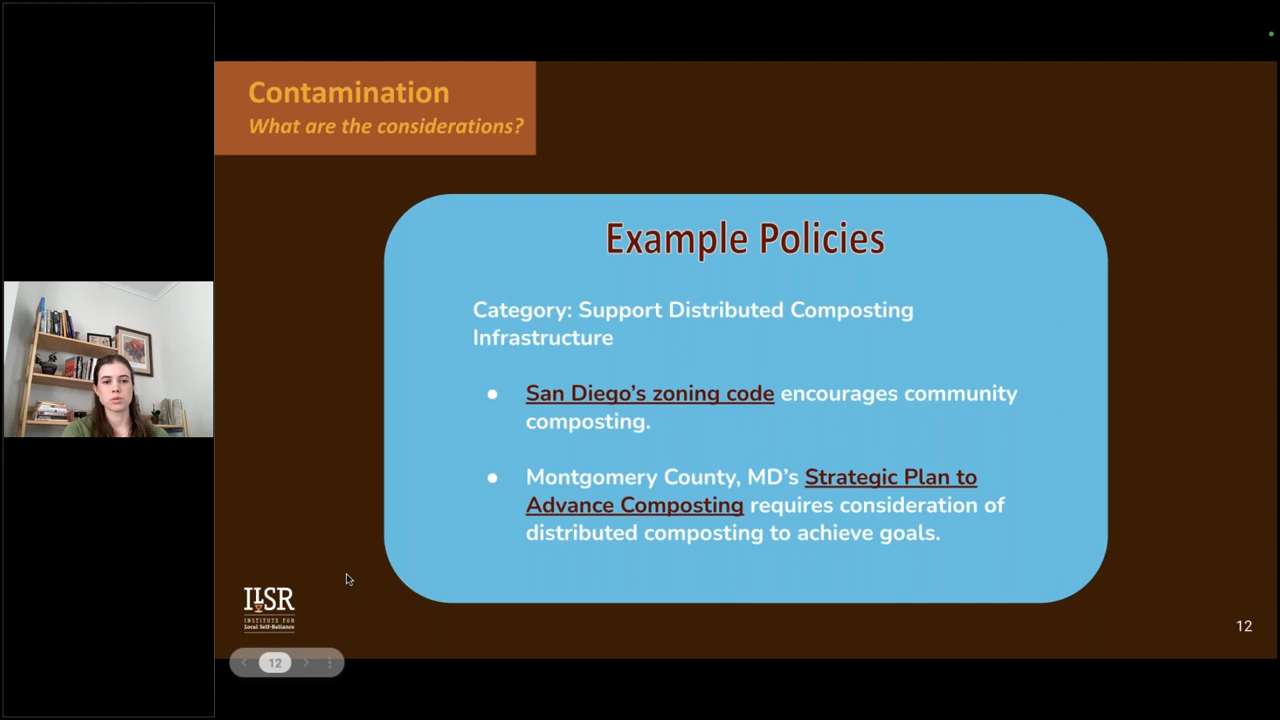 Contamination
What are the considerations?
Example Policies
Category: Support Distributed Composting
Infrastructure
● San Diego's zoning code encourages community
composting.
● Montgomery County, MD's Strategic Plan to
Advance Composting requires consideration of
distributed composting to achieve goals.
ILSR
INSTITUTE FOR
Local Self-Reliance
12
12